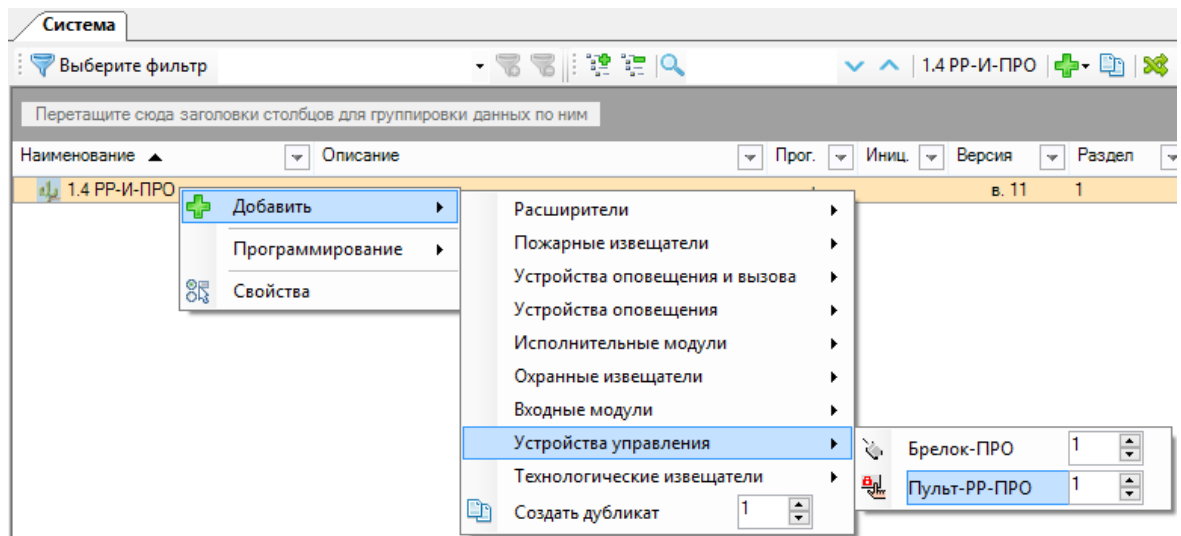 Система
Выберите фильтр 1.4 РР-И-ПРО
Перетащите сюда заголовки столбцов для группировки данных по ним
Наименование Описание Прог. Иниц. Версия Раздел
1.4 РР-И-ПРО в. 11 1
Добавить
Программирование
Свойства
Расширители
Пожарные извещатели
Устройства оповещения и вызова
Устройства оповещения
Исполнительные модули
Охранные извещатели
Входные модули
Устройства управления
Технологические извещатели
Создать дубликат 1
Брелок-ПРО 1
Пульт-РР-ПРО 1